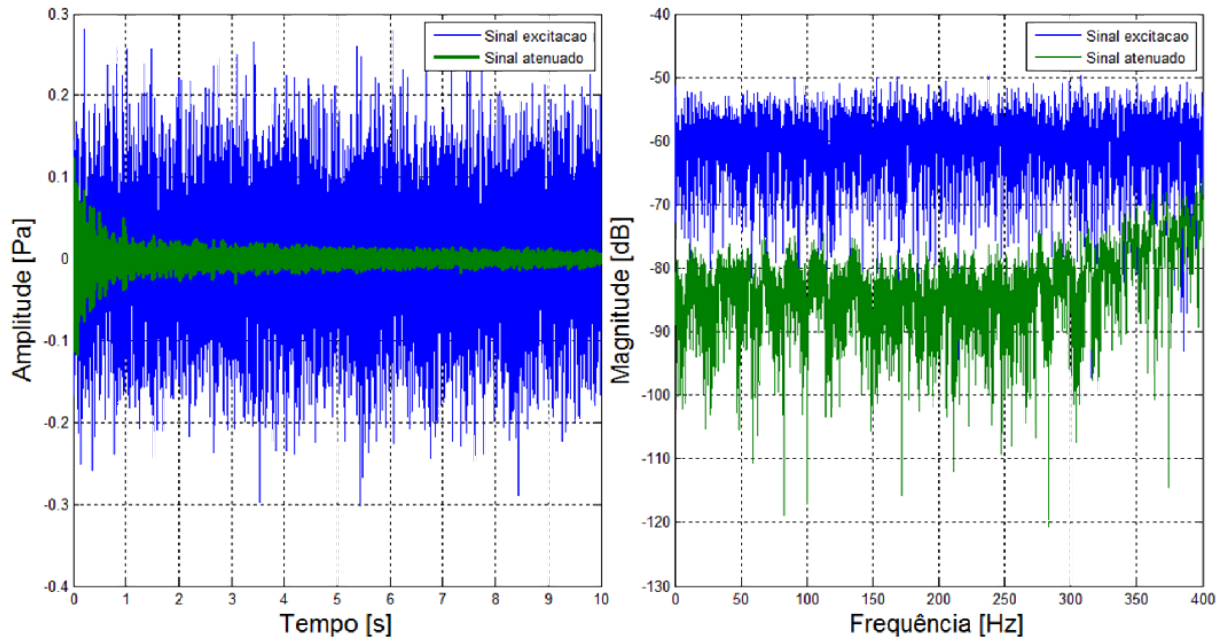 0.3
0.2
0.1
0
-0.1
-0.2
-0.3
-0.4
Amplitude [Pa]
0 1 2 3 4 5 6 7 8 9 10
Tempo [s]
Sinal excitacao
Sinal atenuado
-40
-50
-60
-70
-80
-90
-100
-110
-120
-130
Magnitude [dB]
0 50 100 150 200 250 300 350 400
Frequência [Hz]
Sinal excitacao
Sinal atenuado